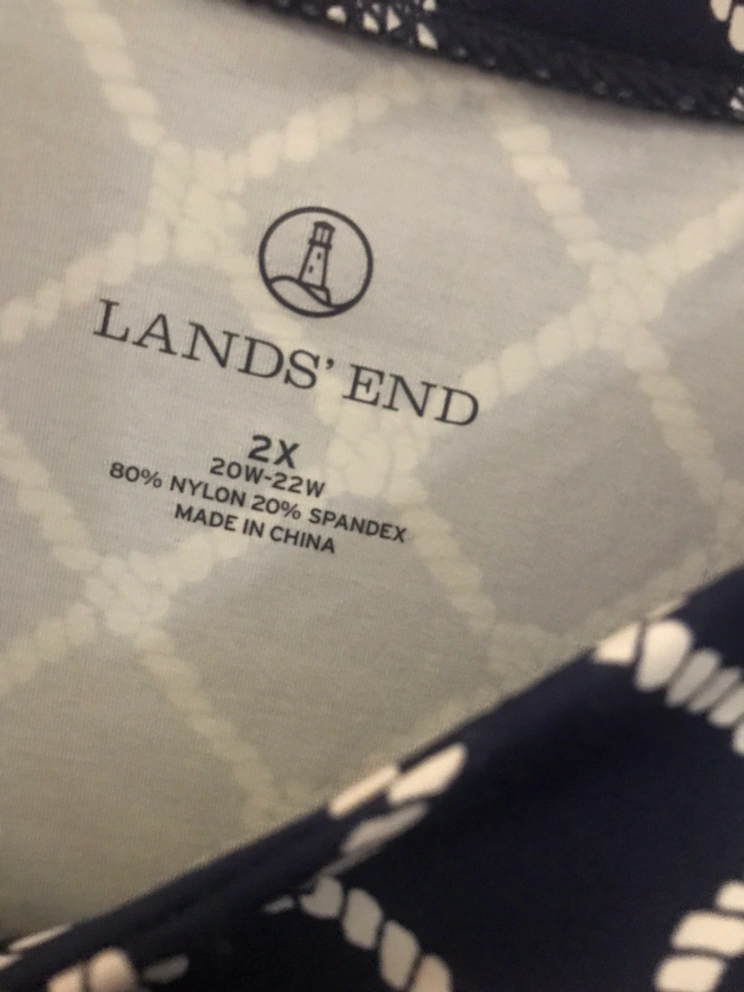 LANDS' END
2X
20W-22W
80% NYLON 20% SPANDEX
MADE IN CHINA